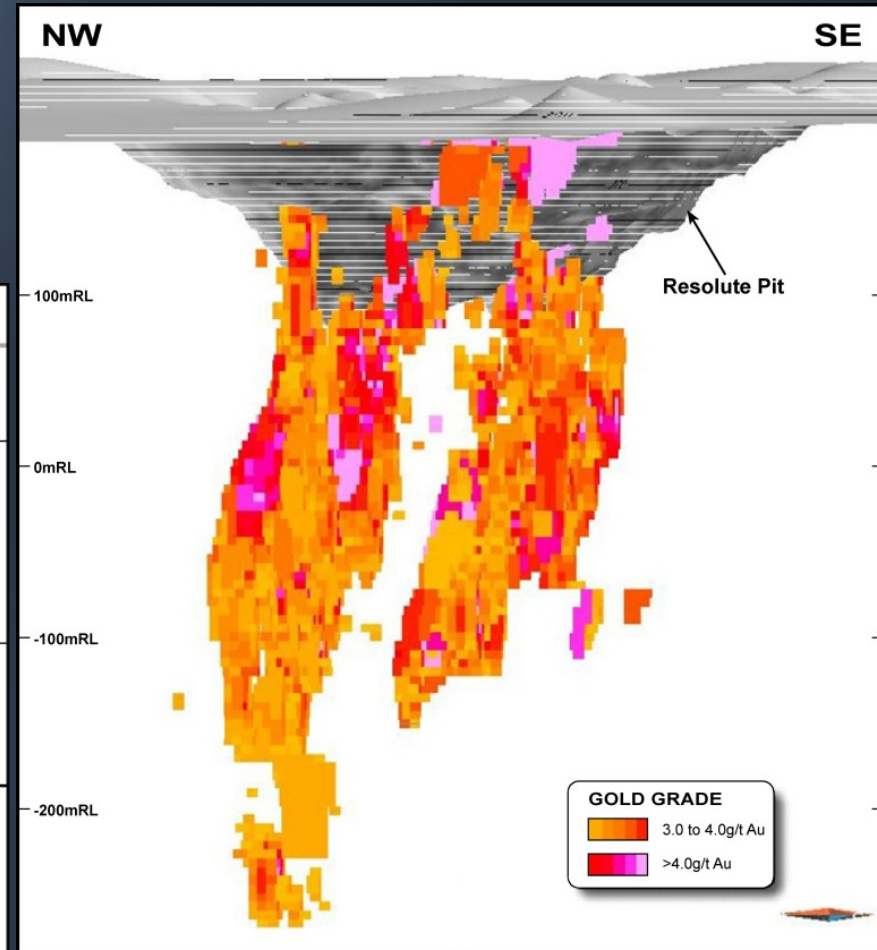 NW
SE
Resolute Pit
100mRL
0mRL
-100mRL
-200mRL
GOLD GRADE
3.0 to 4.0g/t Au
>4.0g/t Au